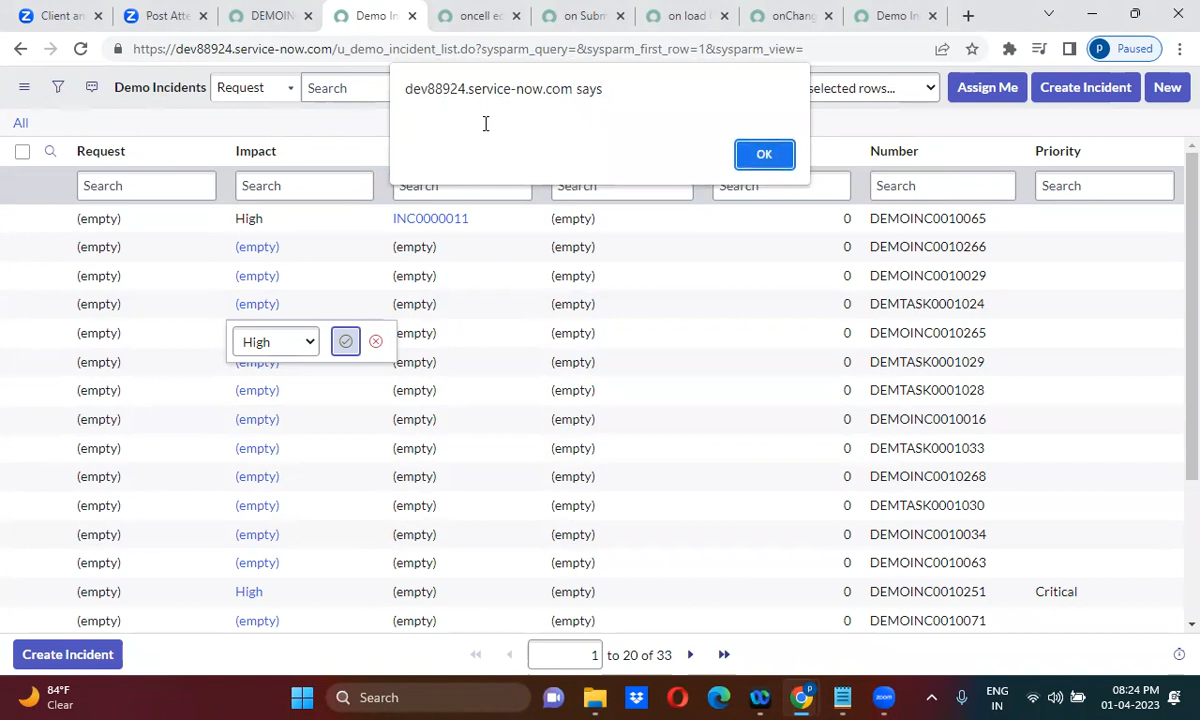 Client an
Post Atte
DEMOIN
Demo In
oncell ed
on Subm
on load
onChang
Demo In
https://dev88924.service-now.com/u_demo_incident_list.do?sysparm_query=&sysparm_first_row=1&sysparm_view=
P Paused
Demo Incidents Request Search selected rows... Assign Me Create Incident New
dev88924.service-now.com says
OK
All
Request Impact Number Priority
Search Search Search Search Search Search Search
(empty) High INC0000011 (empty) 0 DEMOINC0010065
(empty) (empty) (empty) (empty) 0 DEMOINC0010266
(empty) (empty) (empty) (empty) 0 DEMOINC0010029
(empty) (empty) (empty) (empty) 0 DEMTASK0001024
(empty) (empty) (empty) 0 DEMOINC0010265
High
(empty) (empty) (empty) (empty) 0 DEMTASK0001029
(empty) (empty) (empty) (empty) 0 DEMTASK0001028
(empty) (empty) (empty) (empty) 0 DEMOINC0010016
(empty) (empty) (empty) (empty) 0 DEMTASK0001033
(empty) (empty) (empty) (empty) 0 DEMOINC0010268
(empty) (empty) (empty) (empty) 0 DEMTASK0001030
(empty) (empty) (empty) (empty) 0 DEMOINC0010034
(empty) (empty) (empty) (empty) 0 DEMOINC0010063
(empty) High (empty) (empty) 0 DEMOINC0010251 Critical
(empty) (empty) (empty) (empty) 0 DEMOINC0010071
Create Incident 1 to 20 of 33
84°F
Clear
Search
zoom
ENG
IN
08:24 PM
01-04-2023